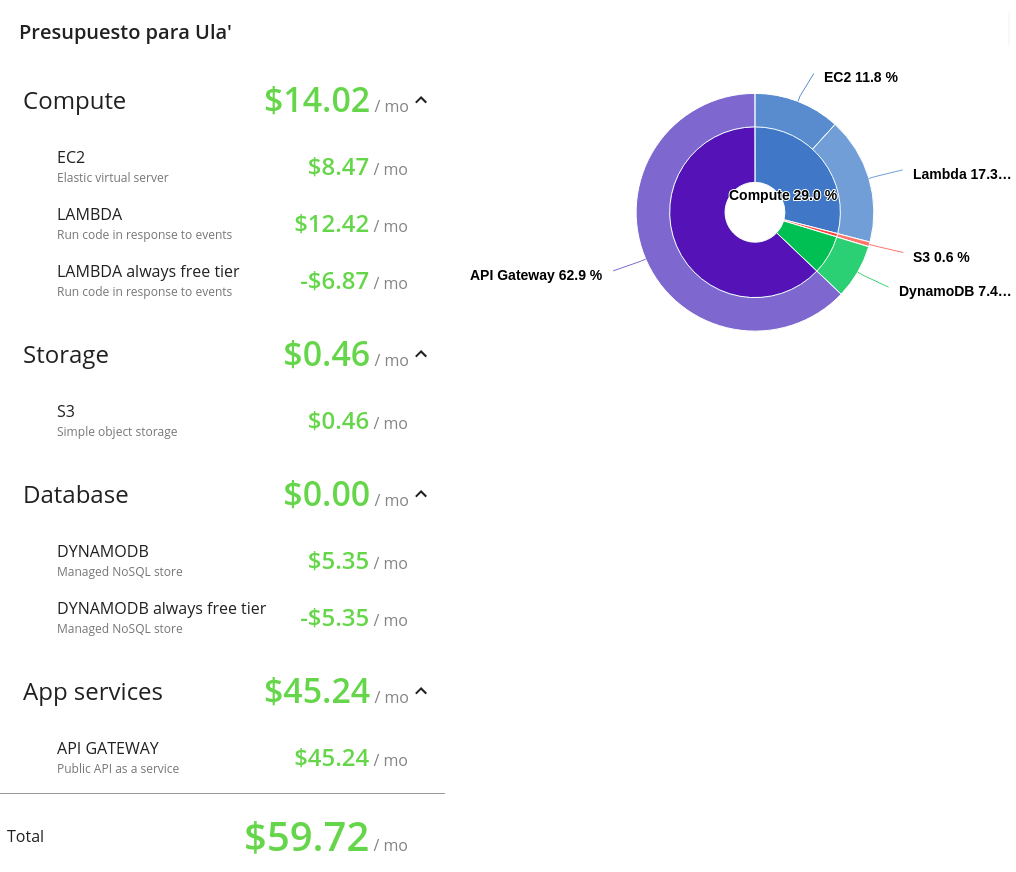 Presupuesto para Ula'
Compute $14.02 / mo
EC2 $8.47 / mo
Elastic virtual server
LAMBDA $12.42 / mo
Run code in response to events
LAMBDA always free tier -$6.87 / mo
Run code in response to events
Storage $0.46 / mo
S3 $0.46 / mo
Simple object storage
Database $0.00 / mo
DYNAMODB $5.35 / mo
Managed NoSQL store
DYNAMODB always free tier -$5.35 / mo
Managed NoSQL store
App services $45.24 / mo
API GATEWAY $45.24 / mo
Public API as a service
Total $59.72 / mo
EC2 11.8 %
Lambda 17.3...
Compute 29.0 %
S3 0.6 %
API Gateway 62.9 %
DynamoDB 7.4...